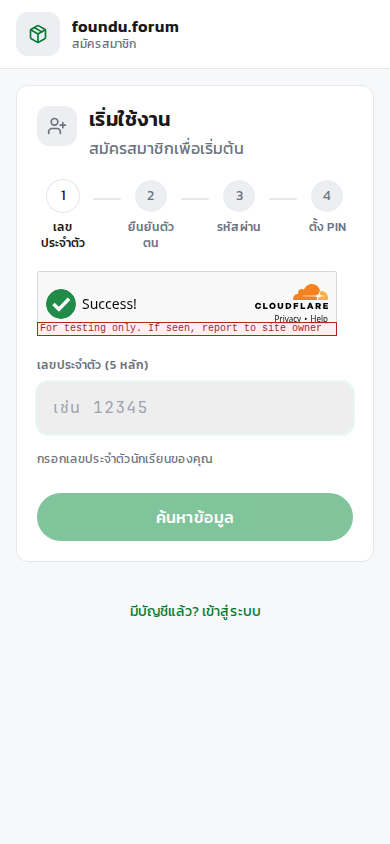 foundu.forum
สมัครสมาชิก
เริ่มใช้งาน
สมัครสมาชิกเพื่อเริ่มต้น
1
2
3
4
เลข
ประจำตัว
ยืนยันตัว
ตน
รหัสผ่าน
ตั้ง PIN
Success!
CLOUDFLARE
Privacy • Help
For testing only. If seen, report to site owner
เลขประจำตัว (5 หลัก)
เช่น 12345
กรอกเลขประจำตัวนักเรียนของคุณ
ค้นหาข้อมูล
มีบัญชีแล้ว? เข้าสู่ระบบ